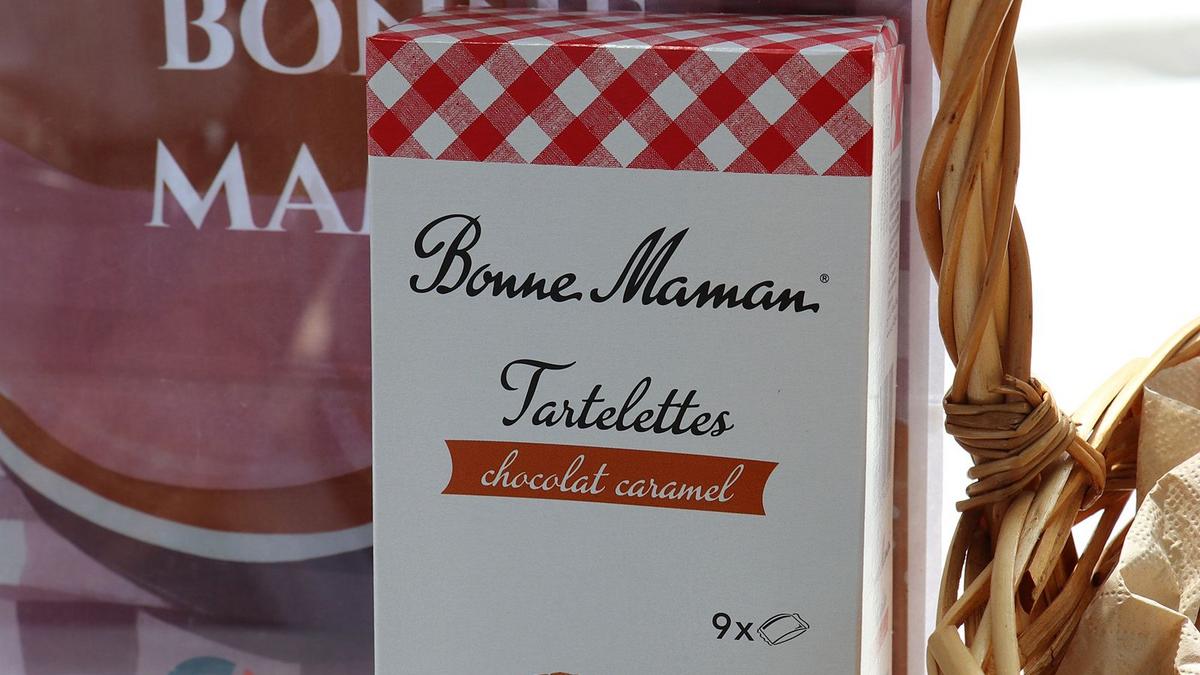 Bonne Maman®
Tartelettes
chocolat caramel
9x